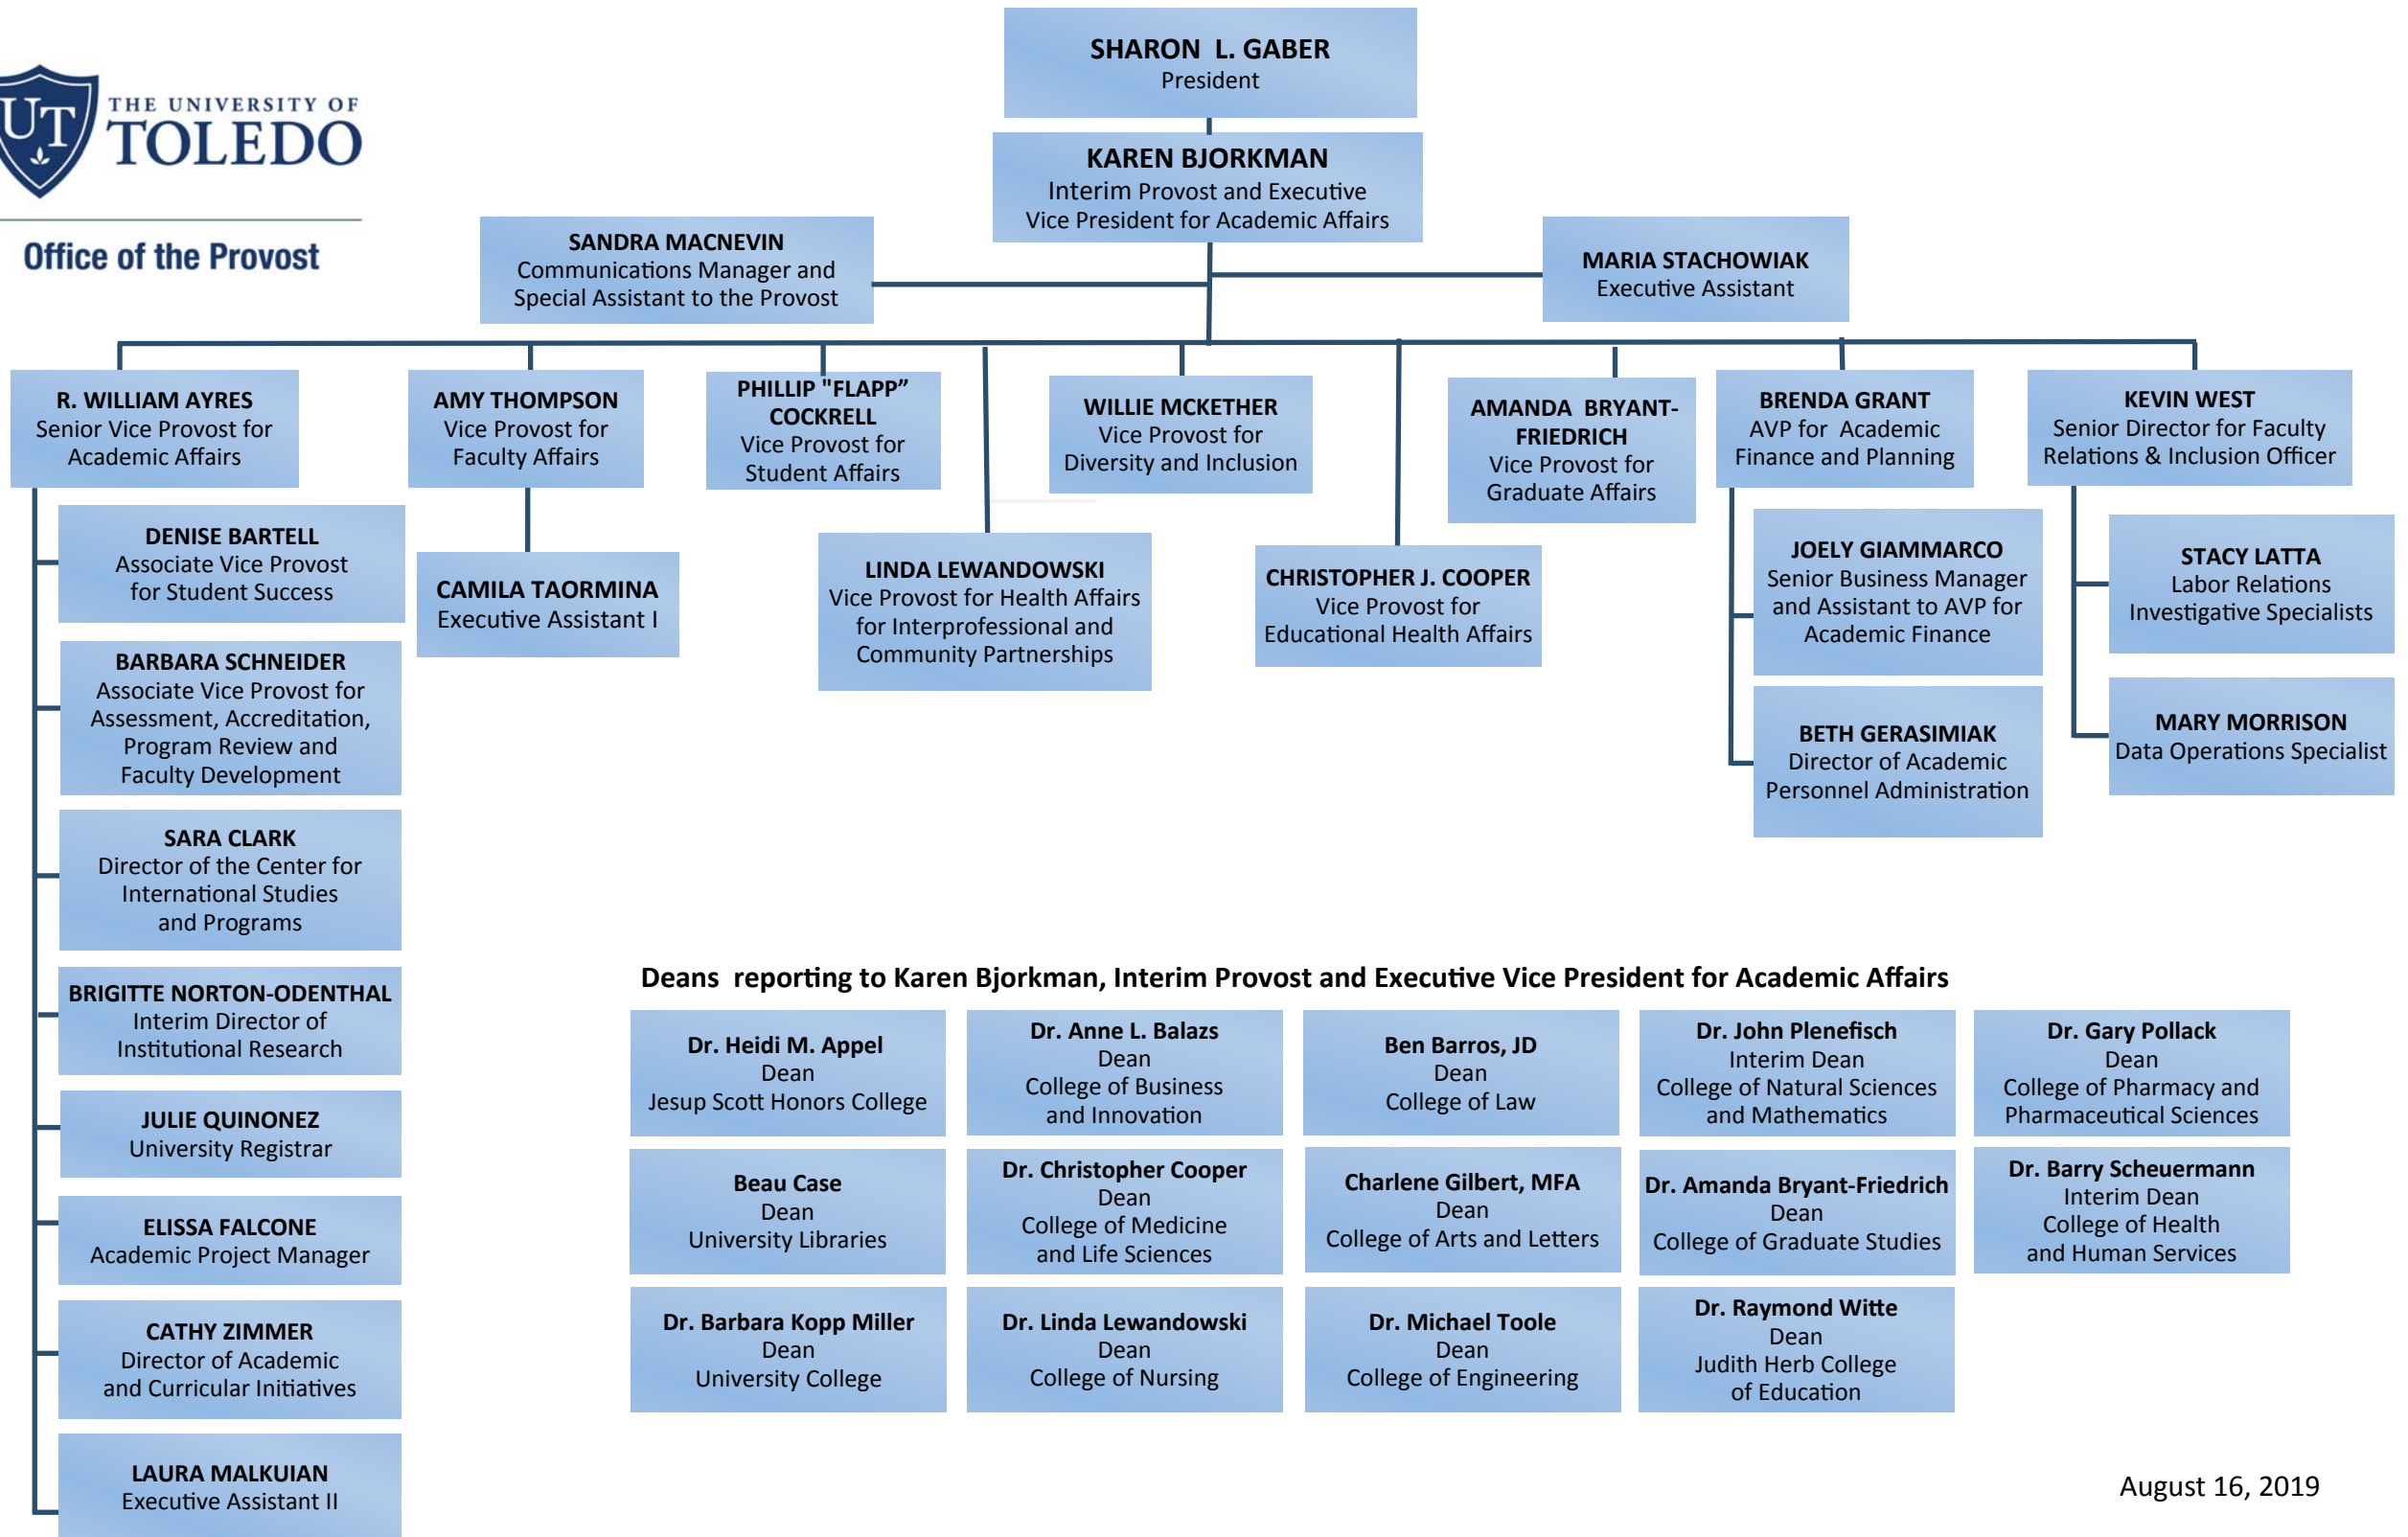 SHARON  L. GABER
President
UT
THE UNIVERSITY OF
TOLEDO
Office of the Provost
KAREN BJORKMAN
Interim Provost and Executive
Vice President for Academic Affairs
SANDRA MACNEVIN
Communications Manager and
Special Assistant to the Provost
MARIA STACHOWIAK
Executive Assistant
R. WILLIAM AYRES
Senior Vice Provost for
Academic Affairs
AMY THOMPSON
Vice Provost for
Faculty Affairs
PHILLIP "FLAPP”
COCKRELL
Vice Provost for
Student Affairs
WILLIE MCKETHER
Vice Provost for
Diversity and Inclusion
AMANDA  BRYANT-
FRIEDRICH
Vice Provost for
Graduate Affairs
BRENDA GRANT
AVP for  Academic
Finance and Planning
KEVIN WEST
Senior Director for Faculty
Relations & Inclusion Officer
DENISE BARTELL
Associate Vice Provost
for Student Success
BARBARA SCHNEIDER
Associate Vice Provost for
Assessment, Accreditation,
Program Review and
Faculty Development
SARA CLARK
Director of the Center for
International Studies
and Programs
BRIGITTE NORTON-ODENTHAL
Interim Director of
Institutional Research
JULIE QUINONEZ
University Registrar
ELISSA FALCONE
Academic Project Manager
CATHY ZIMMER
Director of Academic
and Curricular Initiatives
LAURA MALKUIAN
Executive Assistant II
CAMILA TAORMINA
Executive Assistant I
LINDA LEWANDOWSKI
Vice Provost for Health Affairs
for Interprofessional and
Community Partnerships
CHRISTOPHER J. COOPER
Vice Provost for
Educational Health Affairs
JOELY GIAMMARCO
Senior Business Manager
and Assistant to AVP for
Academic Finance
BETH GERASIMIAK
Director of Academic
Personnel Administration
STACY LATTA
Labor Relations
Investigative Specialists
MARY MORRISON
Data Operations Specialist
Deans  reporting to Karen Bjorkman, Interim Provost and Executive Vice President for Academic Affairs
Dr. Heidi M. Appel
Dean
Jesup Scott Honors College
Dr. Anne L. Balazs
Dean
College of Business
and Innovation
Ben Barros, JD
Dean
College of Law
Dr. John Plenefisch
Interim Dean
College of Natural Sciences
and Mathematics
Dr. Gary Pollack
Dean
College of Pharmacy and
Pharmaceutical Sciences
Beau Case
Dean
University Libraries
Dr. Christopher Cooper
Dean
College of Medicine
and Life Sciences
Charlene Gilbert, MFA
Dean
College of Arts and Letters
Dr. Amanda Bryant-Friedrich
Dean
College of Graduate Studies
Dr. Barry Scheuermann
Interim Dean
College of Health
and Human Services
Dr. Barbara Kopp Miller
Dean
University College
Dr. Linda Lewandowski
Dean
College of Nursing
Dr. Michael Toole
Dean
College of Engineering
Dr. Raymond Witte
Dean
Judith Herb College
of Education
August 16, 2019